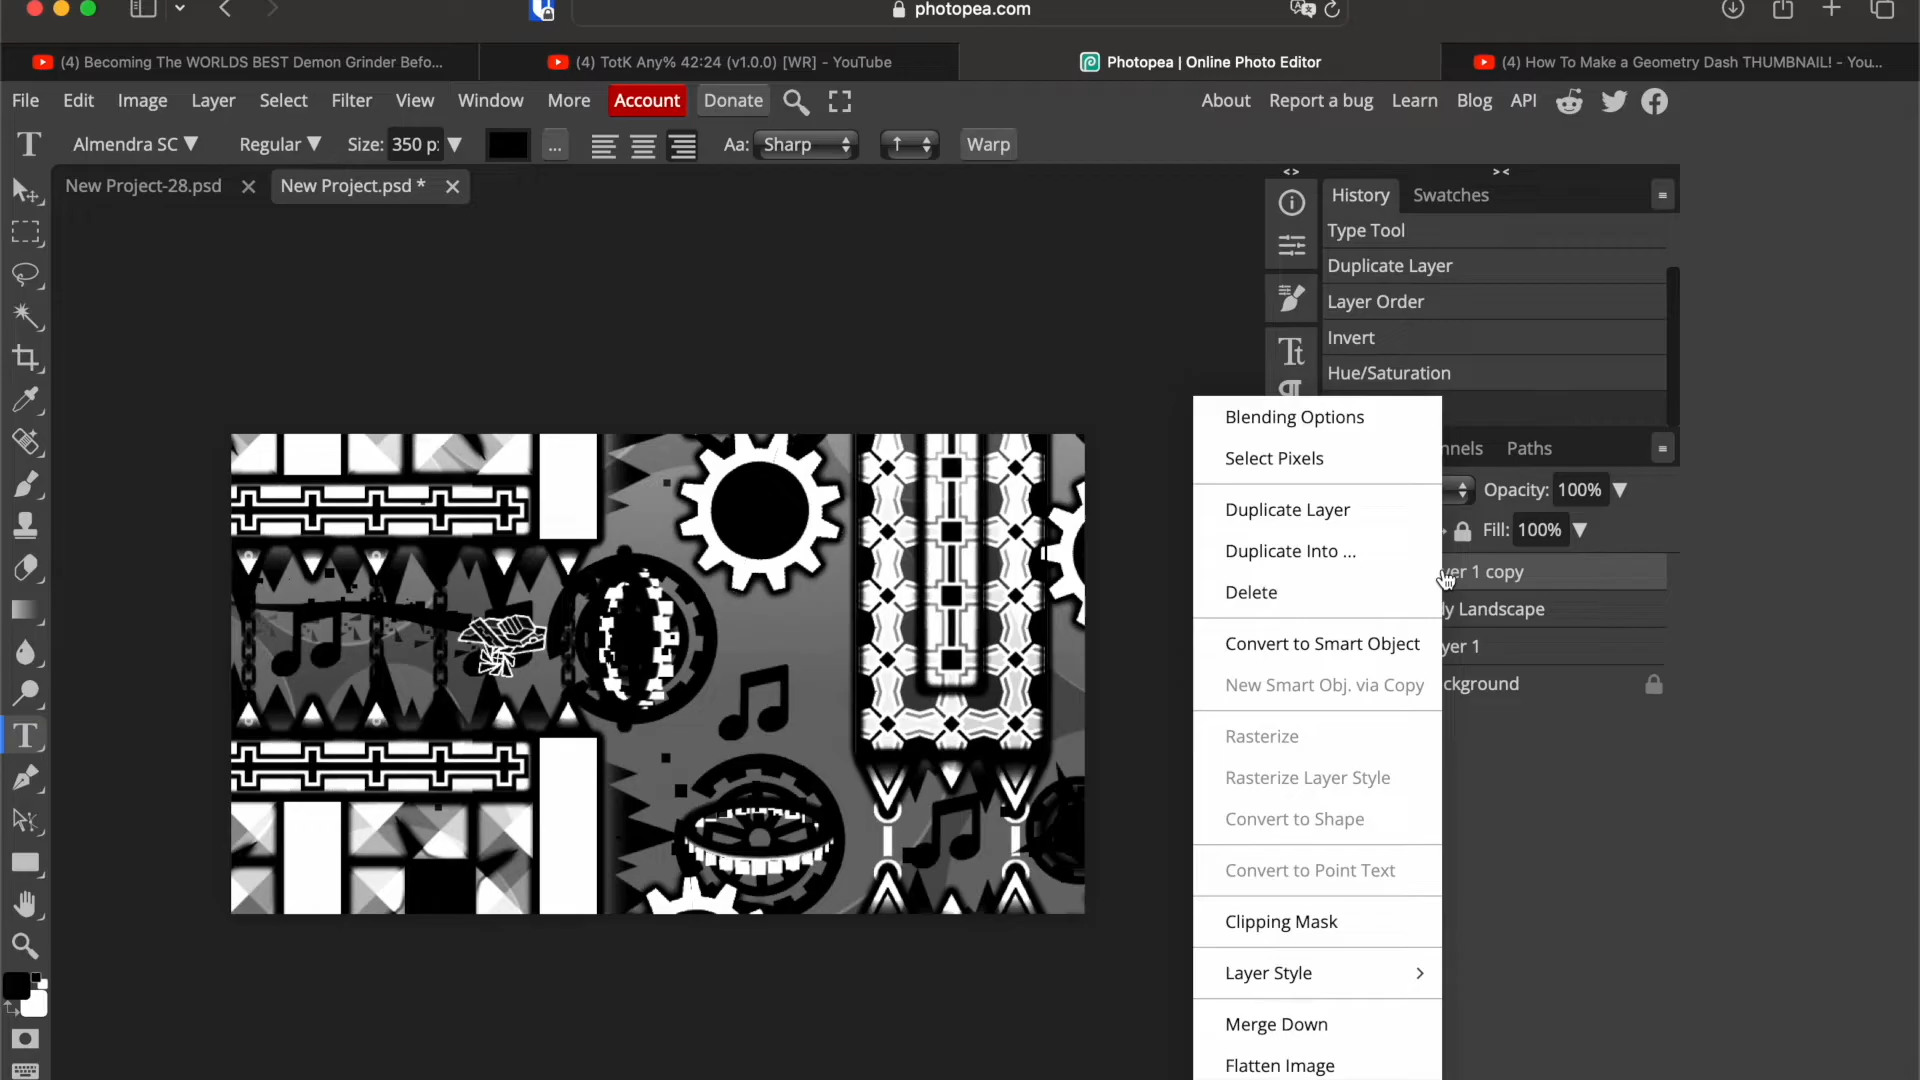 photopea.com
(4) Becoming The WORLDS BEST Demon Grinder Befo...
(4) TotK Any% 42:24 (v1.0.0) [WR] - YouTube
Photopea | Online Photo Editor
(4) How To Make a Geometry Dash THUMBNAIL! - You...
File Edit Image Layer Select Filter View Window More Account Donate
About Report a bug Learn Blog API
T Almendra SC Regular Size: 350 p: ... Aa: Sharp Warp
New Project-28.psd New Project.psd *
History Swatches
Type Tool
Duplicate Layer
Layer Order
Invert
Hue/Saturation
Blending Options
Select Pixels
Duplicate Layer
Duplicate Into ...
Delete
Convert to Smart Object
New Smart Obj. via Copy
Rasterize
Rasterize Layer Style
Convert to Shape
Convert to Point Text
Clipping Mask
Layer Style
Merge Down
Flatten Image
nnels Paths
Opacity: 100%
Fill: 100%
yer 1 copy
ly Landscape
yer 1
ckground